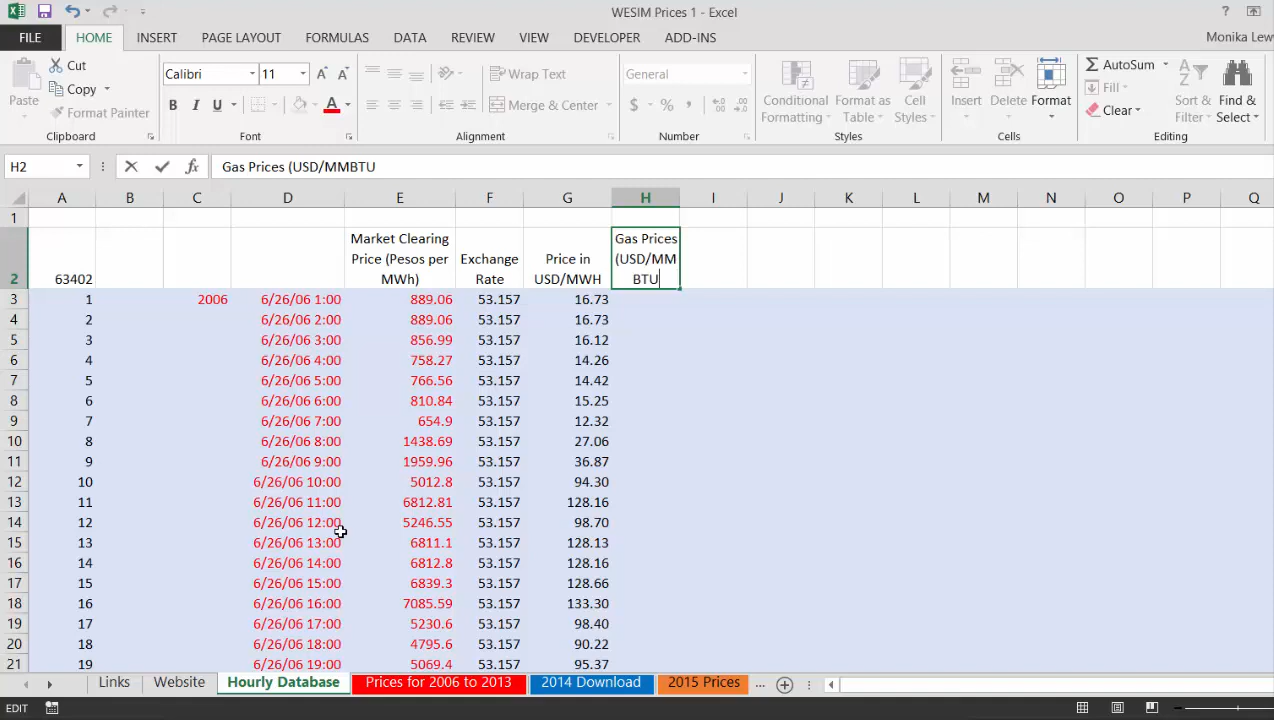 WESIM Prices 1 - Excel
?
FILE HOME INSERT PAGE LAYOUT FORMULAS DATA REVIEW VIEW DEVELOPER ADD-INS Monika Lew
Cut
Copy
Format Painter
Paste
Calibri 11
B I U A
Wrap Text
Merge & Center
General
$ % ,
Conditional Formatting
Format as Table
Cell Styles
Insert Delete Format
AutoSum
Fill
Clear
Sort & Filter
Find & Select
Clipboard Font Alignment Number Styles Cells Editing
H2 fx Gas Prices (USD/MMBTU
A B C D E F G H I J K L M N O P Q
1
2 63402 Market Clearing Price (Pesos per MWh) Exchange Rate Price in USD/MWH Gas Prices (USD/MM BTU
3 1 2006 6/26/06 1:00 889.06 53.157 16.73
4 2 6/26/06 2:00 889.06 53.157 16.73
5 3 6/26/06 3:00 856.99 53.157 16.12
6 4 6/26/06 4:00 758.27 53.157 14.26
7 5 6/26/06 5:00 766.56 53.157 14.42
8 6 6/26/06 6:00 810.84 53.157 15.25
9 7 6/26/06 7:00 654.9 53.157 12.32
10 8 6/26/06 8:00 1438.69 53.157 27.06
11 9 6/26/06 9:00 1959.96 53.157 36.87
12 10 6/26/06 10:00 5012.8 53.157 94.30
13 11 6/26/06 11:00 6812.81 53.157 128.16
14 12 6/26/06 12:00 5246.55 53.157 98.70
15 13 6/26/06 13:00 6811.1 53.157 128.13
16 14 6/26/06 14:00 6812.8 53.157 128.16
17 15 6/26/06 15:00 6839.3 53.157 128.66
18 16 6/26/06 16:00 7085.59 53.157 133.30
19 17 6/26/06 17:00 5230.6 53.157 98.40
20 18 6/26/06 18:00 4795.6 53.157 90.22
21 19 6/26/06 19:00 5069.4 53.157 95.37
Links Website Hourly Database Prices for 2006 to 2013 2014 Download 2015 Prices ...
EDIT